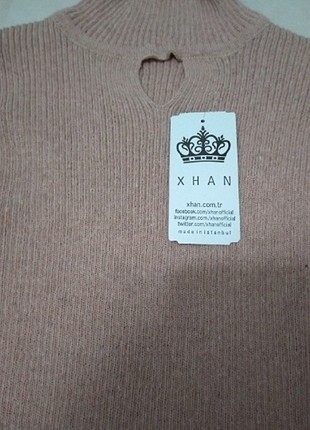 XHAN
xhan.com.tr
facebook.com/xhanofficial
instagram.com/xhanofficial
twitter.com/xhanofficial
made in istanbul